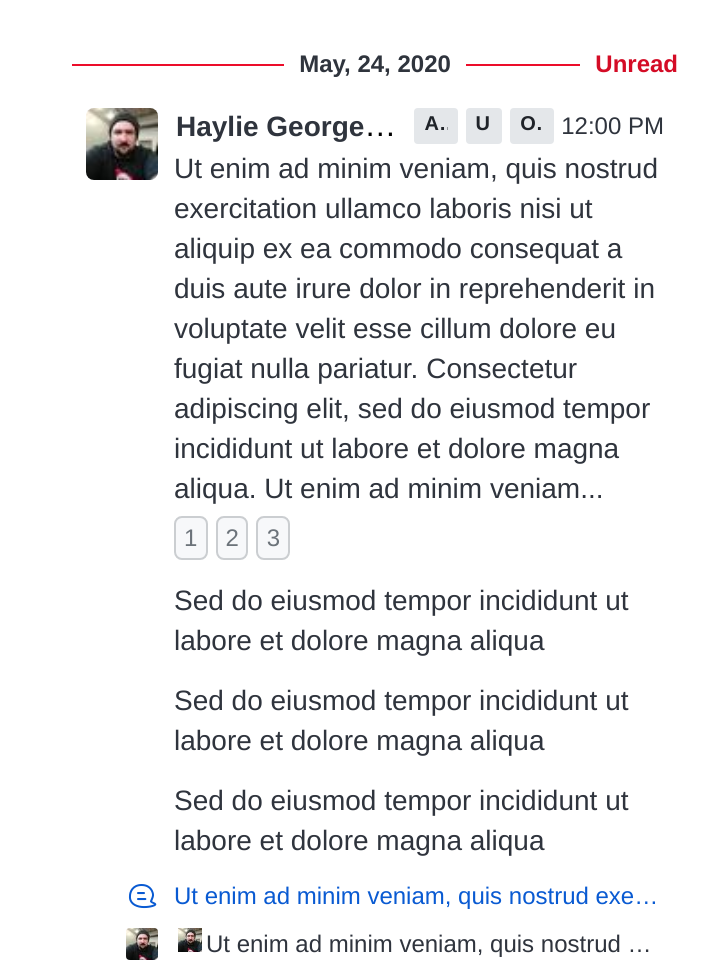 May, 24, 2020 Unread
Haylie George… A. U O. 12:00 PM
Ut enim ad minim veniam, quis nostrud
exercitation ullamco laboris nisi ut
aliquip ex ea commodo consequat a
duis aute irure dolor in reprehenderit in
voluptate velit esse cillum dolore eu
fugiat nulla pariatur. Consectetur
adipiscing elit, sed do eiusmod tempor
incididunt ut labore et dolore magna
aliqua. Ut enim ad minim veniam...
1 2 3
Sed do eiusmod tempor incididunt ut
labore et dolore magna aliqua
Sed do eiusmod tempor incididunt ut
labore et dolore magna aliqua
Sed do eiusmod tempor incididunt ut
labore et dolore magna aliqua
Ut enim ad minim veniam, quis nostrud exe…
Ut enim ad minim veniam, quis nostrud …